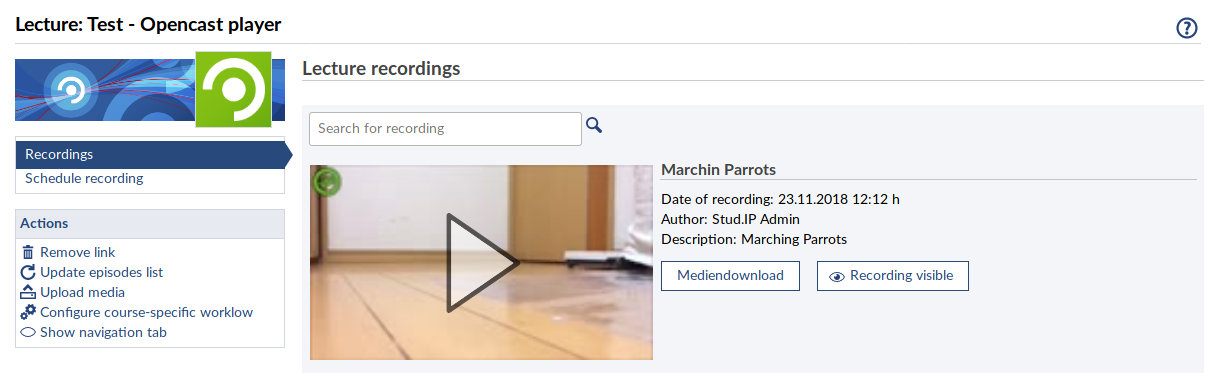 Lecture: Test - Opencast player
Lecture recordings
Search for recording
Recordings
Schedule recording
Actions
Remove link
Update episodes list
Upload media
Configure course-specific worklow
Show navigation tab
Marchin Parrots
Date of recording: 23.11.2018 12:12 h
Author: Stud.IP Admin
Description: Marching Parrots
Mediendownload
Recording visible